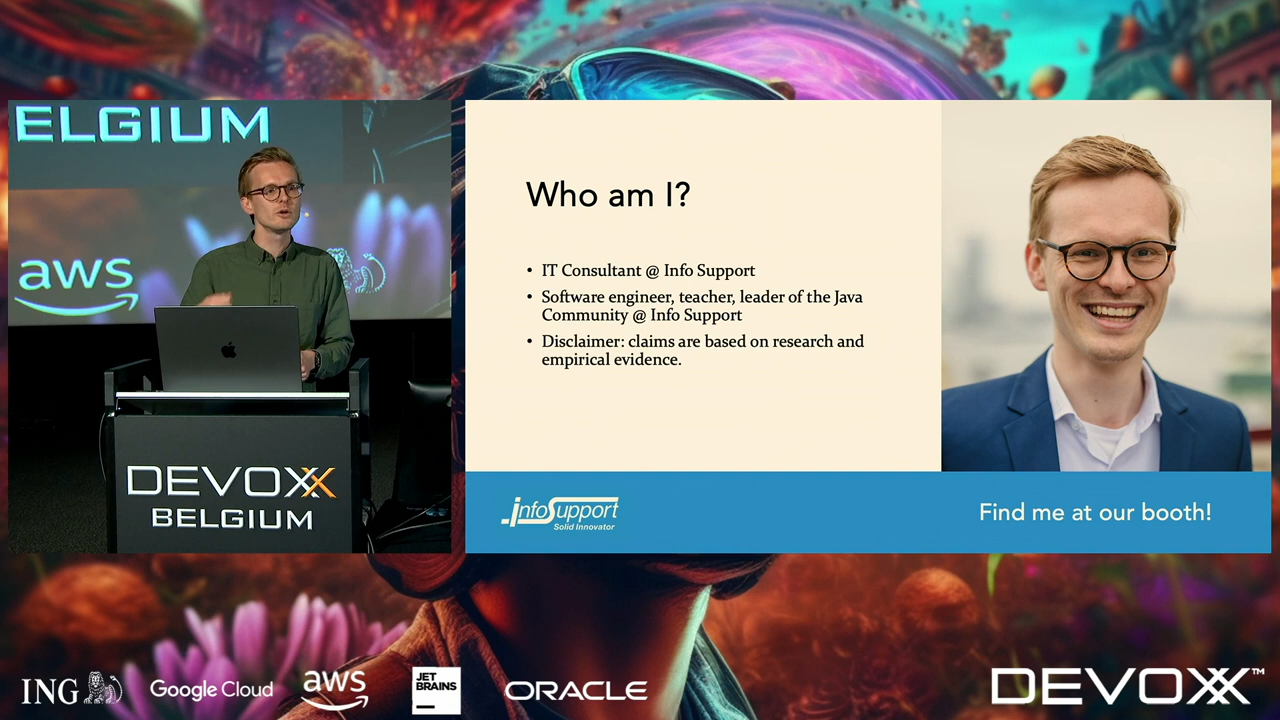 ELGIUM
aws
DEVOXX
BELGIUM
Who am I?
• IT Consultant @ Info Support
• Software engineer, teacher, leader of the Java
Community @ Info Support
• Disclaimer: claims are based on research and
empirical evidence.
infoSupport
Solid Innovator
Find me at our booth!
ING
Google Cloud
aws
JET
BRAINS
ORACLE
DEVOXX™